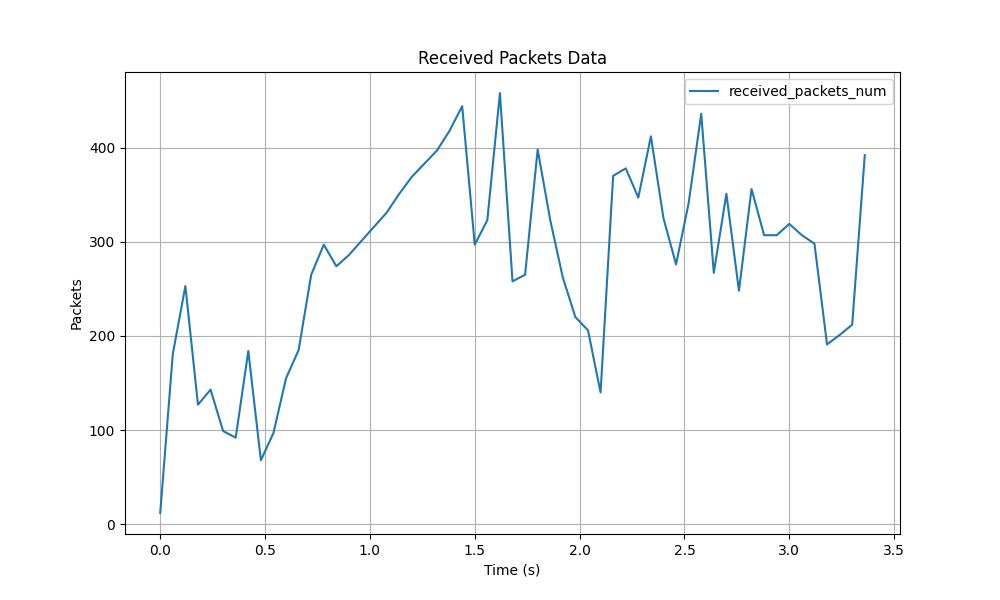 Received Packets Data
received_packets_num
Packets
400
300
200
100
0
0.0 0.5 1.0 1.5 2.0 2.5 3.0 3.5
Time (s)